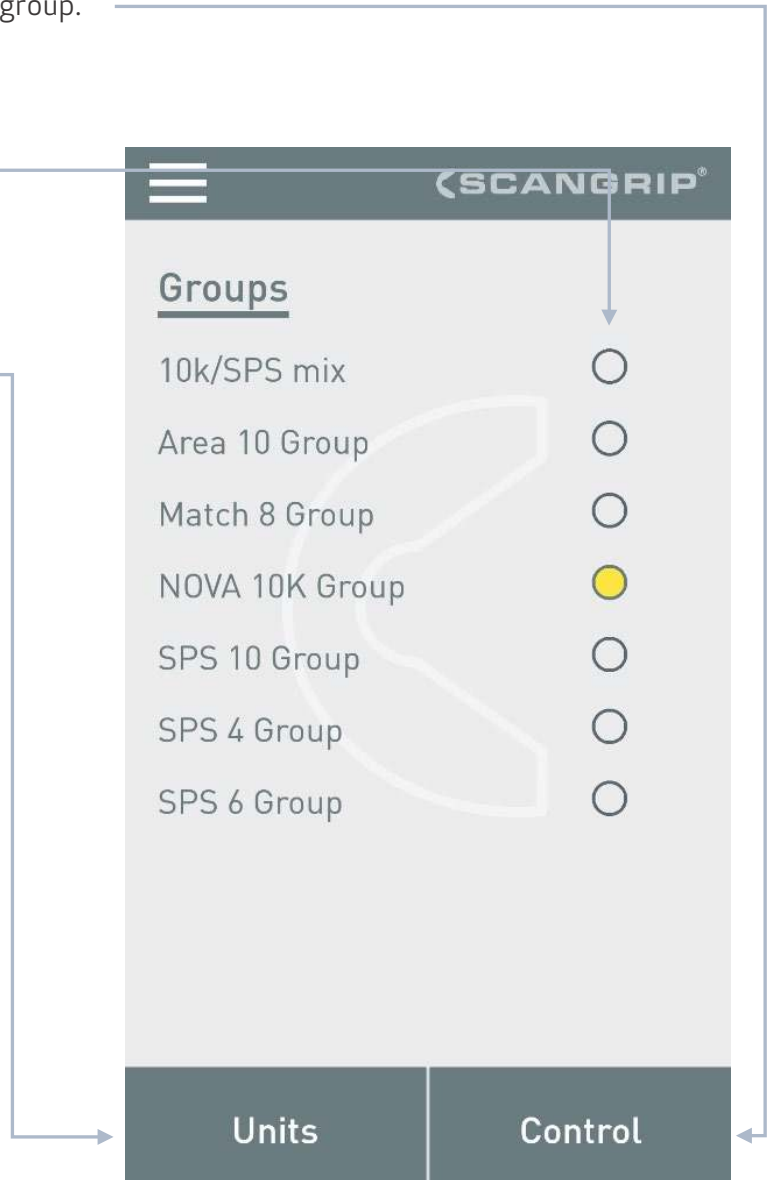 group.
SCANGRIP®
Groups
10k/SPS mix
Area 10 Group
Match 8 Group
NOVA 10K Group
SPS 10 Group
SPS 4 Group
SPS 6 Group
Units
Control